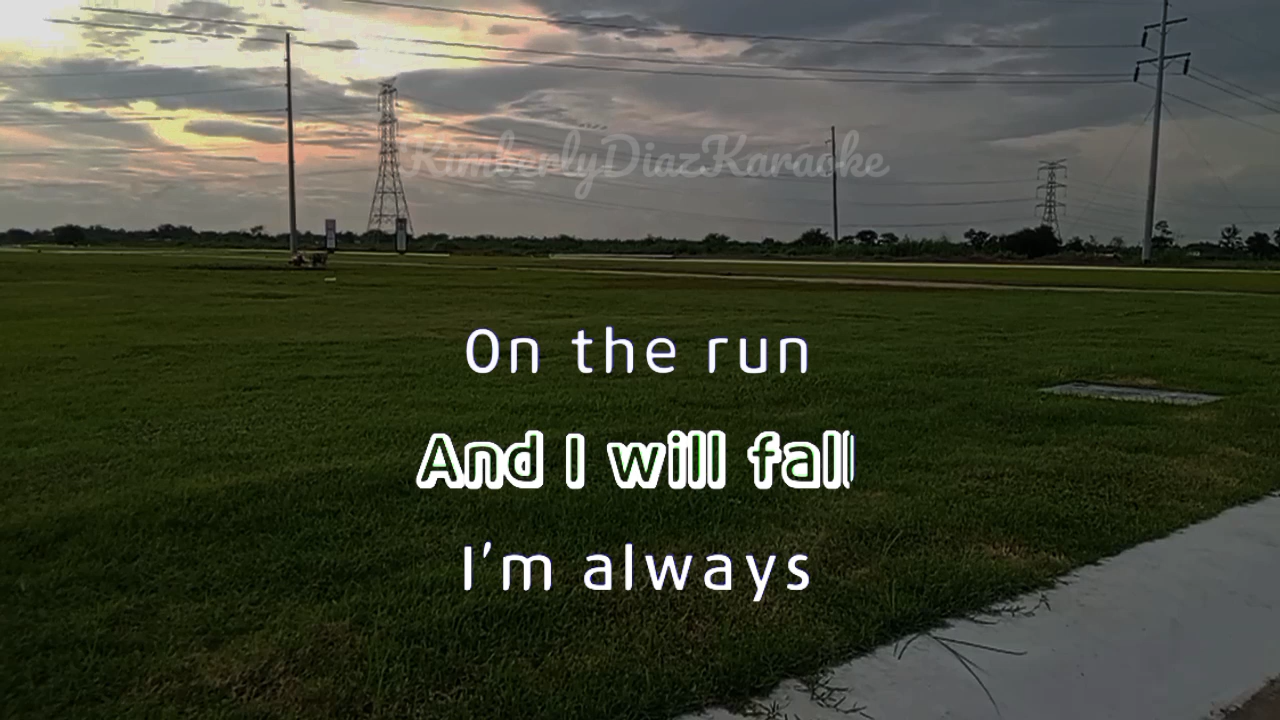 KimberlyDiazKaraoke
On the run
And I will fall
I'm always